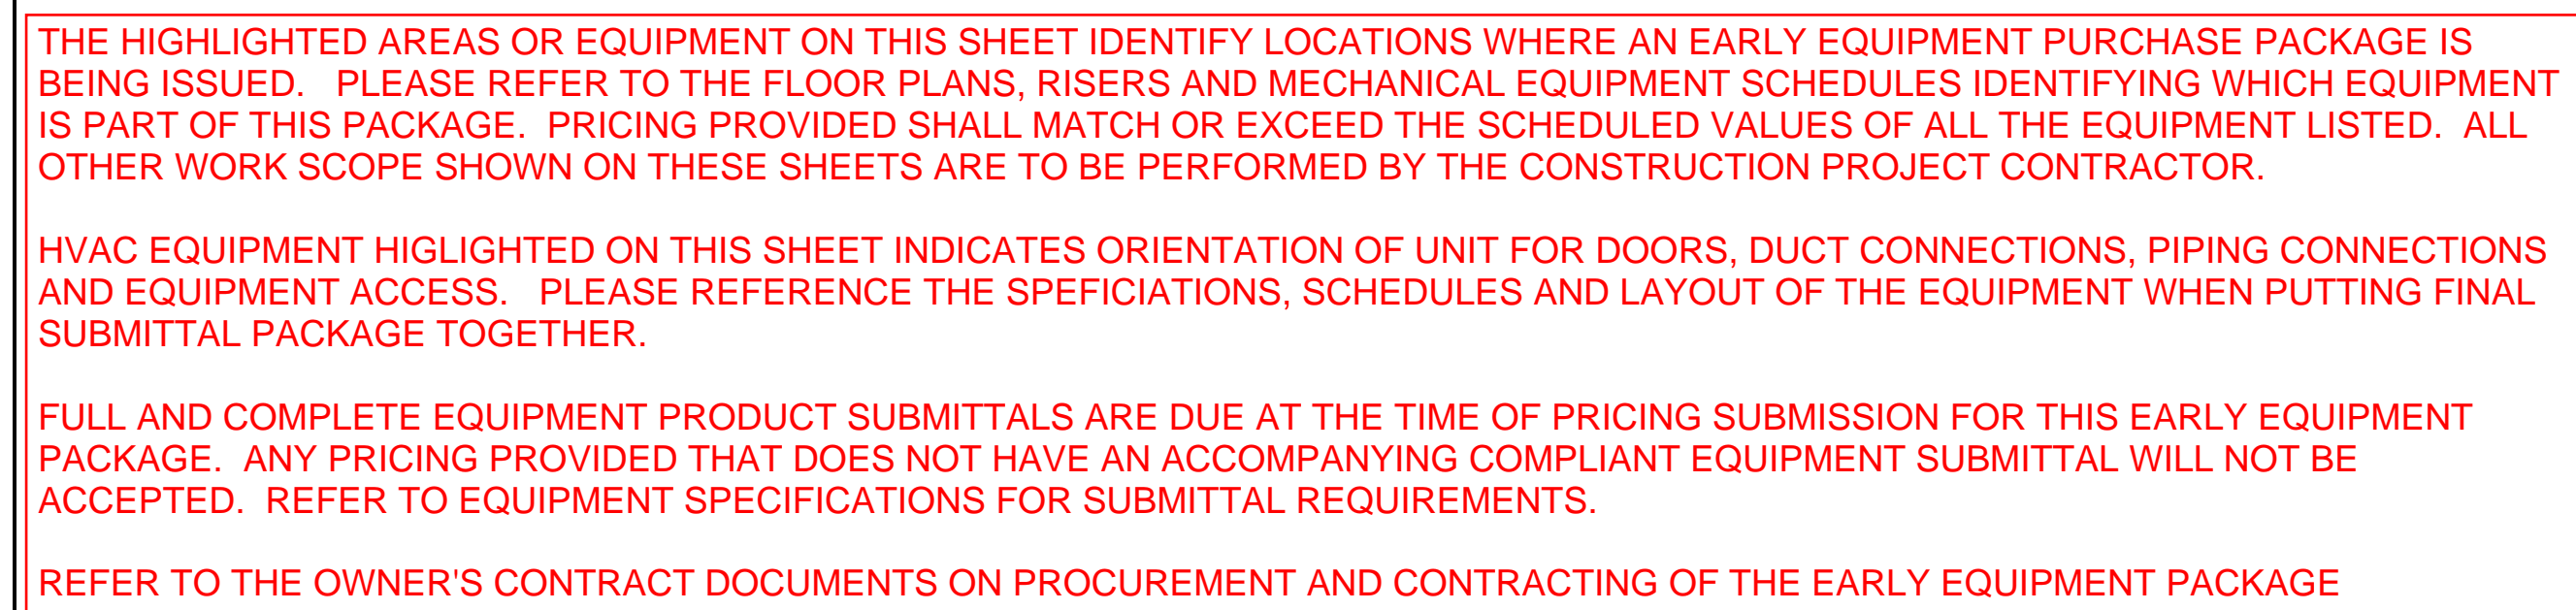 THE HIGHLIGHTED AREAS OR EQUIPMENT ON THIS SHEET IDENTIFY LOCATIONS WHERE AN EARLY EQUIPMENT PURCHASE PACKAGE IS
BEING ISSUED.   PLEASE REFER TO THE FLOOR PLANS, RISERS AND MECHANICAL EQUIPMENT SCHEDULES IDENTIFYING WHICH EQUIPMENT
IS PART OF THIS PACKAGE.  PRICING PROVIDED SHALL MATCH OR EXCEED THE SCHEDULED VALUES OF ALL THE EQUIPMENT LISTED.  ALL
OTHER WORK SCOPE SHOWN ON THESE SHEETS ARE TO BE PERFORMED BY THE CONSTRUCTION PROJECT CONTRACTOR.
HVAC EQUIPMENT HIGLIGHTED ON THIS SHEET INDICATES ORIENTATION OF UNIT FOR DOORS, DUCT CONNECTIONS, PIPING CONNECTIONS
AND EQUIPMENT ACCESS.   PLEASE REFERENCE THE SPEFICIATIONS, SCHEDULES AND LAYOUT OF THE EQUIPMENT WHEN PUTTING FINAL
SUBMITTAL PACKAGE TOGETHER.
FULL AND COMPLETE EQUIPMENT PRODUCT SUBMITTALS ARE DUE AT THE TIME OF PRICING SUBMISSION FOR THIS EARLY EQUIPMENT
PACKAGE.  ANY PRICING PROVIDED THAT DOES NOT HAVE AN ACCOMPANYING COMPLIANT EQUIPMENT SUBMITTAL WILL NOT BE
ACCEPTED.  REFER TO EQUIPMENT SPECIFICATIONS FOR SUBMITTAL REQUIREMENTS.
REFER TO THE OWNER'S CONTRACT DOCUMENTS ON PROCUREMENT AND CONTRACTING OF THE EARLY EQUIPMENT PACKAGE